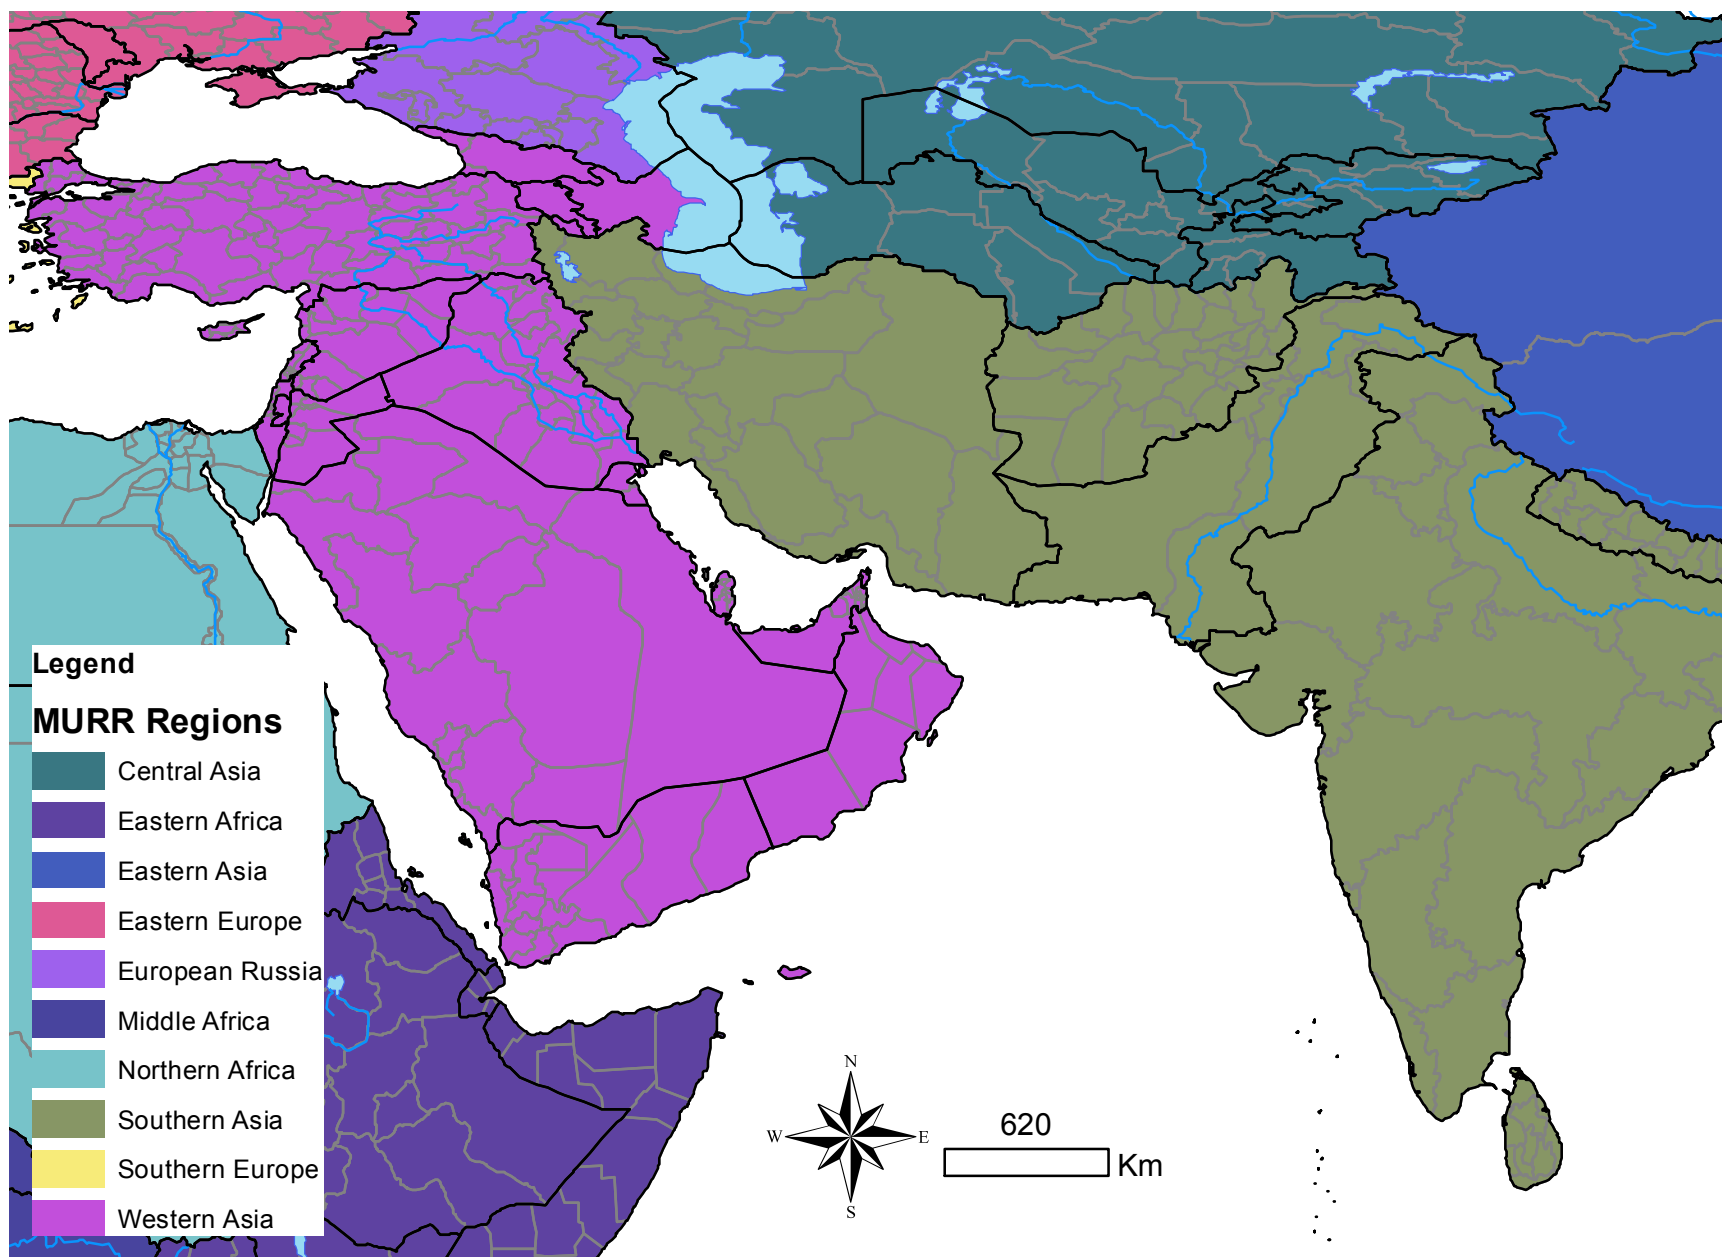 Legend
MURR Regions
Central Asia
Eastern Africa
Eastern Asia
Eastern Europe
European Russia
Middle Africa
Northern Africa
Southern Asia
Southern Europe
Western Asia
N
W E
S
620
Km